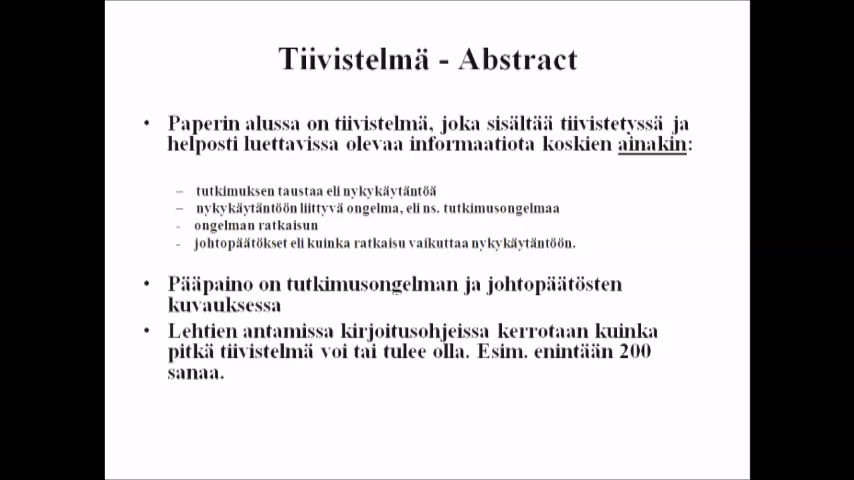 Tiivistelmä - Abstract
• Paperin alussa on tiivistelmä, joka sisältää tiivistetyssä ja
helposti luettavissa olevaa informaatiota koskien ainakin:
– tutkimuksen taustaa eli nykykäytäntöä
– nykykäytäntöön liittyvä ongelma, eli ns. tutkimusongelmaa
- ongelman ratkaisun
- johtopäätökset eli kuinka ratkaisu vaikuttaa nykykäytäntöön.
• Pääpaino on tutkimusongelman ja johtopäätösten
kuvauksessa
• Lehtien antamissa kirjoitusohjeissa kerrotaan kuinka
pitkä tiivistelmä voi tai tulee olla. Esim. enintään 200
sanaa.